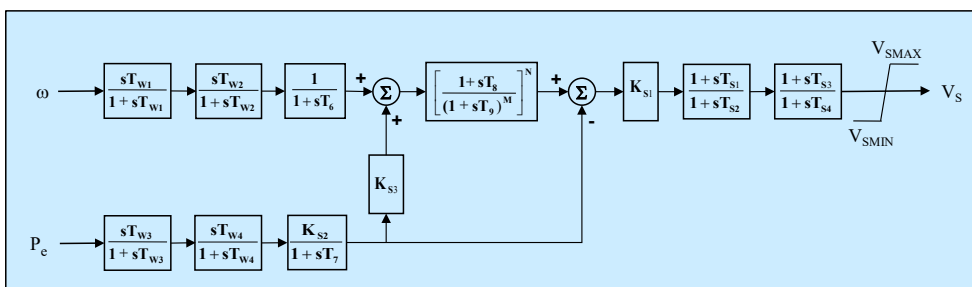 V_SMAX
ω sT_W1 / 1 + sT_W1 sT_W2 / 1 + sT_W2 1 / 1 + sT_6 + Σ [ 1 + sT_8 / (1 + sT_9)^M ]^N + Σ K_S1 1 + sT_S1 / 1 + sT_S2 1 + sT_S3 / 1 + sT_S4 V_S
+ -
V_SMIN
K_S3
P_e sT_W3 / 1 + sT_W3 sT_W4 / 1 + sT_W4 K_S2 / 1 + sT_7